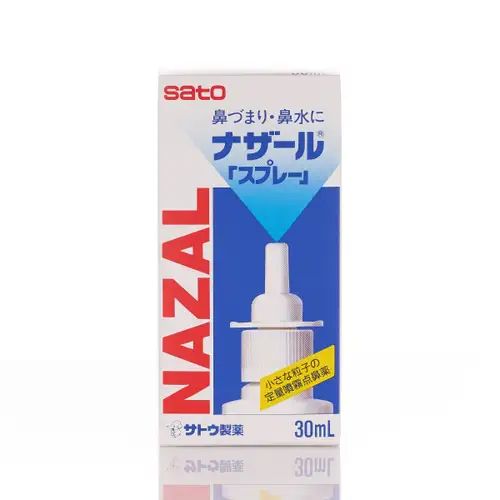 sato
鼻づまり・鼻水に
ナザール®
「スプレー」
NAZAL
小さな粒子の
定量噴霧点鼻薬
サトウ製薬
30mL